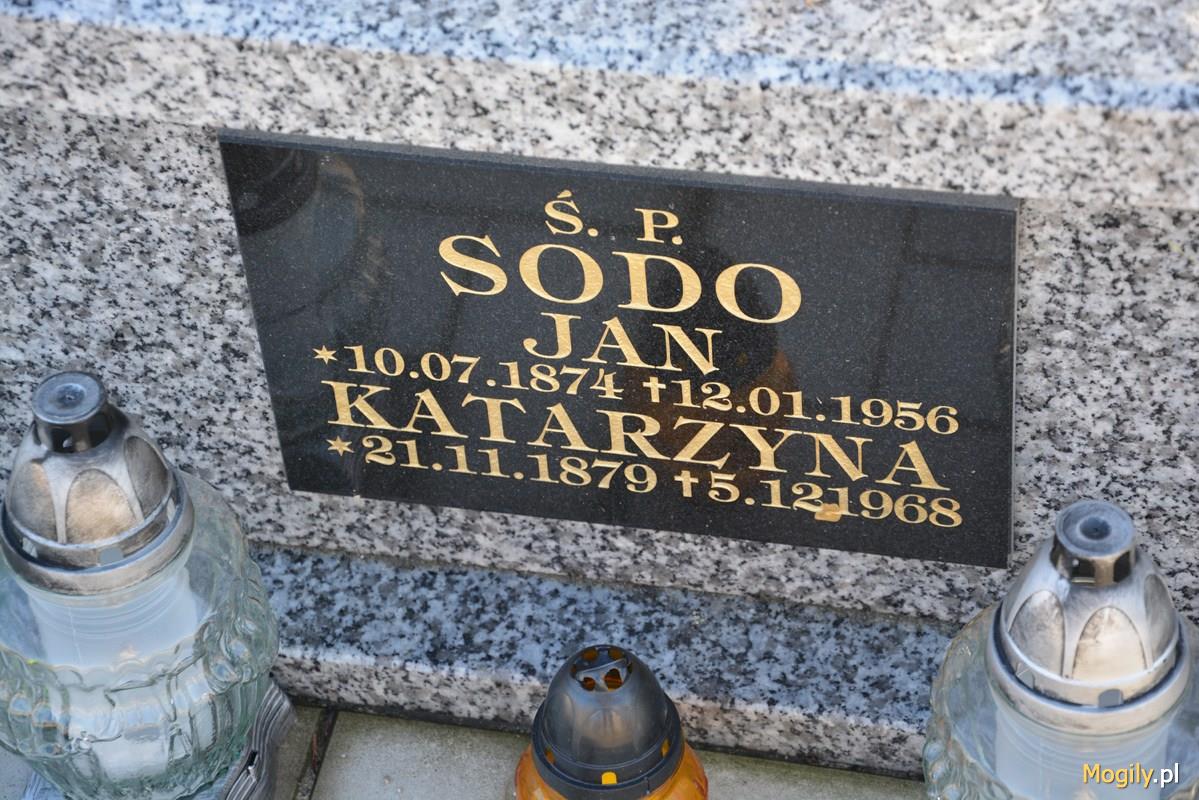 Ś. P.
SODO
JAN
*10.07.1874 †12.01.1956
KATARZYNA
*21.11.1879 †5.12.1968
Mogily.pl